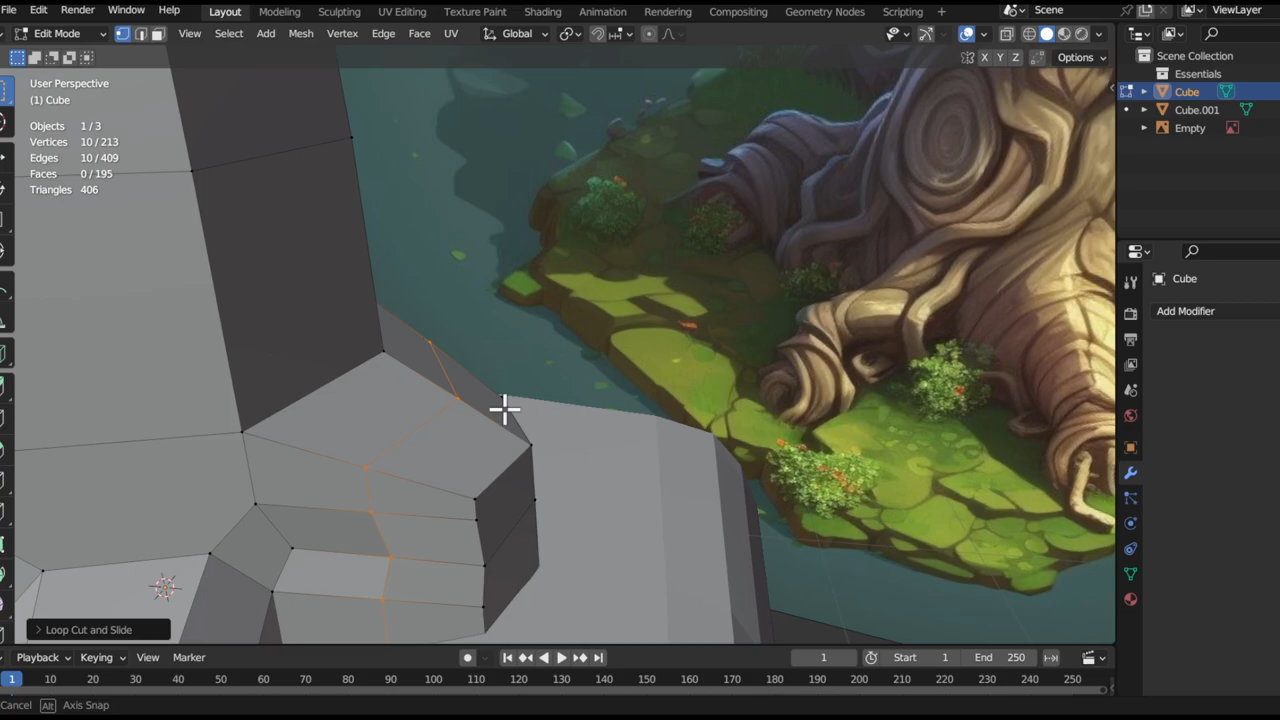 File Edit Render Window Help Layout Modeling Sculpting UV Editing Texture Paint Shading Animation Rendering Compositing Geometry Nodes Scripting + Scene ViewLayer
Edit Mode View Select Add Mesh Vertex Edge Face UV Global
X Y Z Options
Scene Collection
Essentials
Cube
Cube.001
Empty
User Perspective
(1) Cube
Objects 1 / 3
Vertices 10 / 213
Edges 10 / 409
Faces 0 / 195
Triangles 406
Cube
Add Modifier
> Loop Cut and Slide
Playback Keying View Marker 1 Start 1 End 250
1 10 20 30 40 50 60 70 80 90 100 110 120 130 140 150 160 170 180 190 200 210 220 230 240 250
Cancel Alt Axis Snap